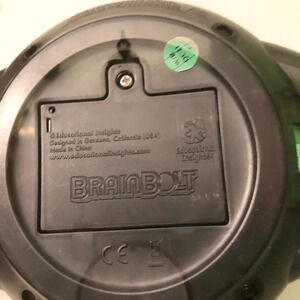 ©Educational Insights
Designed in Gardena, California (USA)
Made in China
www.educationalinsights.com
Educational
Insights®
BRAINBOLT
CE